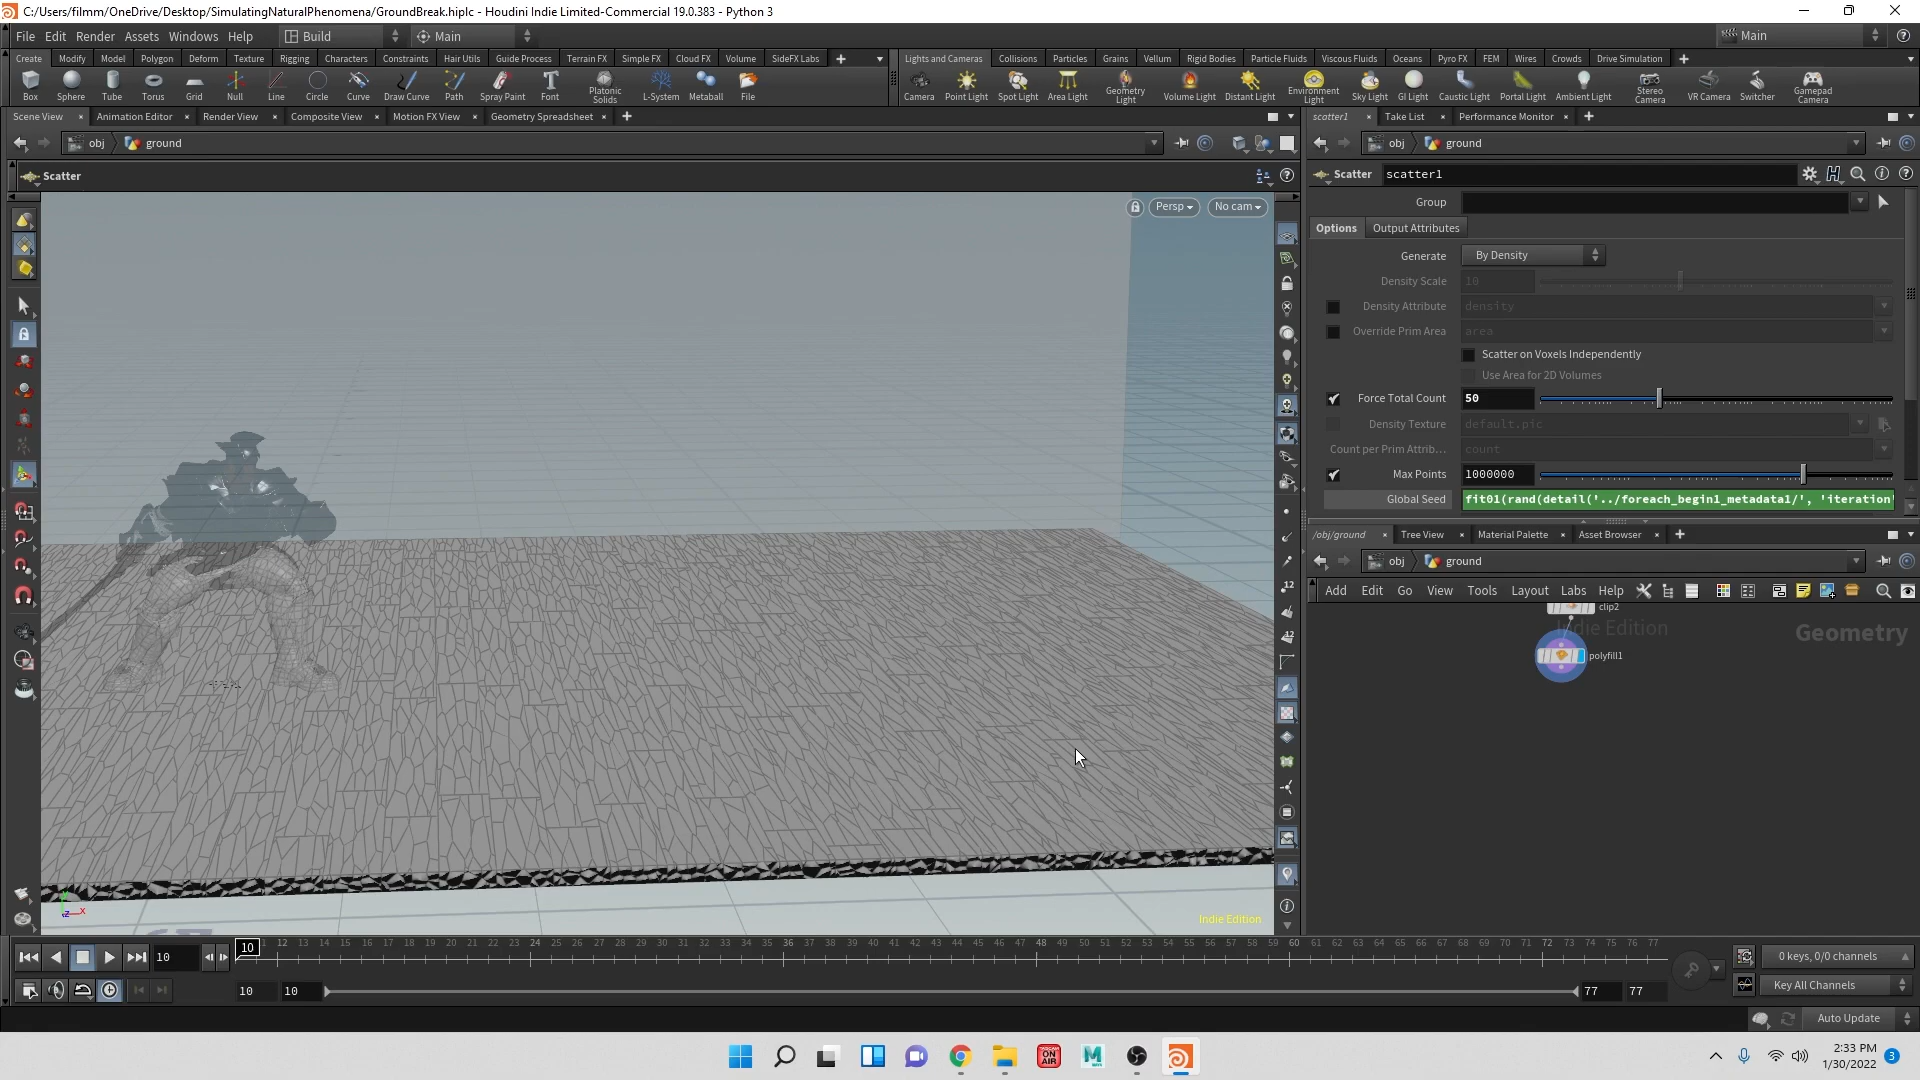 C:/Users/filmm/OneDrive/Desktop/SimulatingNaturalPhenomena/GroundBreak.hiplc - Houdini Indie Limited-Commercial 19.0.383 - Python 3
File Edit Render Assets Windows Help Build Main Main
Create Modify Model Polygon Deform Texture Rigging Characters Constraints Hair Utils Guide Process Terrain FX Simple FX Cloud FX Volume SideFX Labs
Lights and Cameras Collisions Particles Grains Vellum Rigid Bodies Particle Fluids Viscous Fluids Oceans Pyro FX FEM Wires Crowds Drive Simulation
Box Sphere Tube Torus Grid Null Line Circle Curve Draw Curve Path Spray Paint Font Platonic Solids L-System Metaball File
Camera Point Light Spot Light Area Light Geometry Light Volume Light Distant Light Environment Light Sky Light GI Light Caustic Light Portal Light Ambient Light Stereo Camera VR Camera Switcher Gamepad Camera
Scene View Animation Editor Render View Composite View Motion FX View Geometry Spreadsheet
scatter1 Take List Performance Monitor
obj ground
obj ground
Scatter
Scatter scatter1
Persp No cam
Group
Options Output Attributes
Generate By Density
Density Scale 10
Density Attribute density
Override Prim Area area
Scatter on Voxels Independently
Use Area for 2D Volumes
Force Total Count 50
Density Texture default.pic
Count per Prim Attrib... count
Max Points 1000000
Global Seed fit01(rand(detail('../foreach_begin1_metadata1/', 'iteration'
/obj/ground Tree View Material Palette Asset Browser
obj ground
Add Edit Go View Tools Layout Labs Help
clip2
Indie Edition Geometry
polyfill1
12
12
Indie Edition
z x
10 10 12 13 14 15 16 17 18 19 20 21 22 23 24 25 26 27 28 29 30 31 32 33 34 35 36 37 38 39 40 41 42 43 44 45 46 47 48 49 50 51 52 53 54 55 56 57 58 59 60 61 62 63 64 65 66 67 68 69 70 71 72 73 74 75 76 77
0 keys, 0/0 channels
10 10 77 77
Key All Channels
Auto Update
ON AIR M
2:33 PM
1/30/2022 3